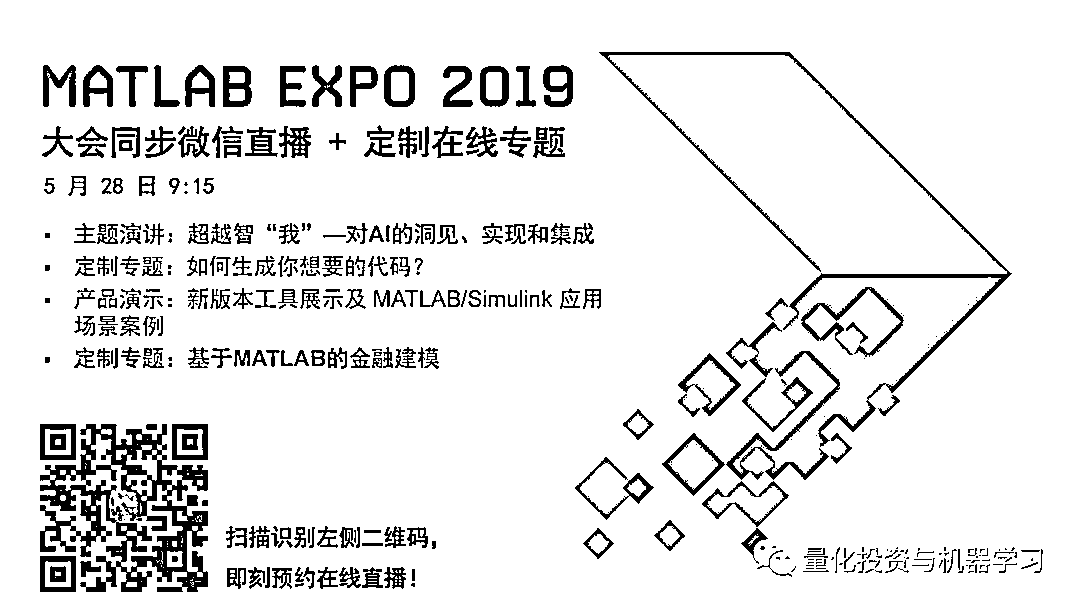 MATLAB EXPO 2019
大会同步微信直播 + 定制在线专题
5 月 28 日 9:15
▪ 主题演讲：超越智“我”—对AI的洞见、实现和集成
▪ 定制专题：如何生成你想要的代码？
▪ 产品演示：新版本工具展示及 MATLAB/Simulink 应用
场景案例
▪ 定制专题：基于MATLAB的金融建模
扫描识别左侧二维码，
即刻预约在线直播！
量化投资与机器学习